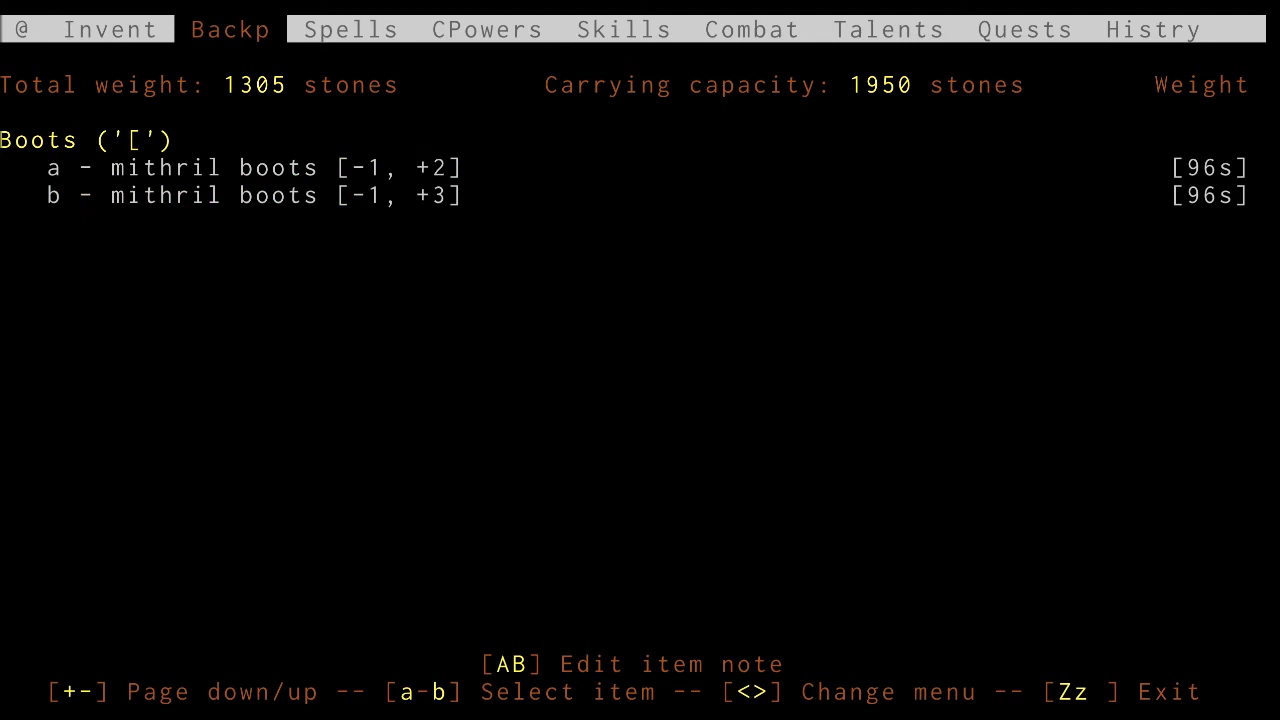 @ Invent Backp Spells CPowers Skills Combat Talents Quests Histry
Total weight: 1305 stones Carrying capacity: 1950 stones Weight
Boots ('[')
a - mithril boots [-1, +2] [96s]
b - mithril boots [-1, +3] [96s]
[AB] Edit item note
[+-] Page down/up -- [a-b] Select item -- [<>] Change menu -- [Zz ] Exit